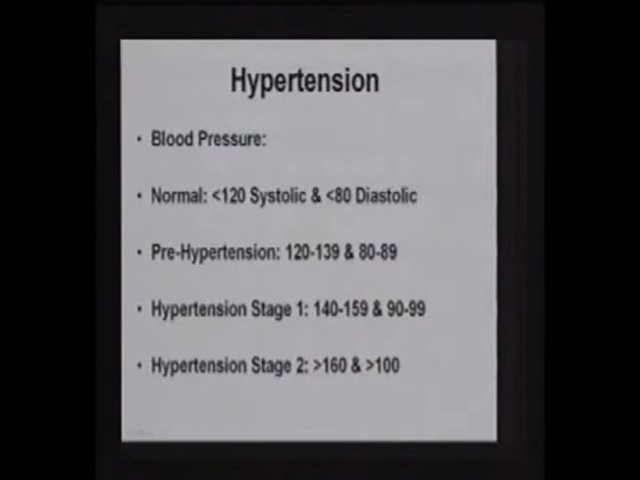 Hypertension
• Blood Pressure:
• Normal: <120 Systolic & <80 Diastolic
• Pre-Hypertension: 120-139 & 80-89
• Hypertension Stage 1: 140-159 & 90-99
• Hypertension Stage 2: >160 & >100